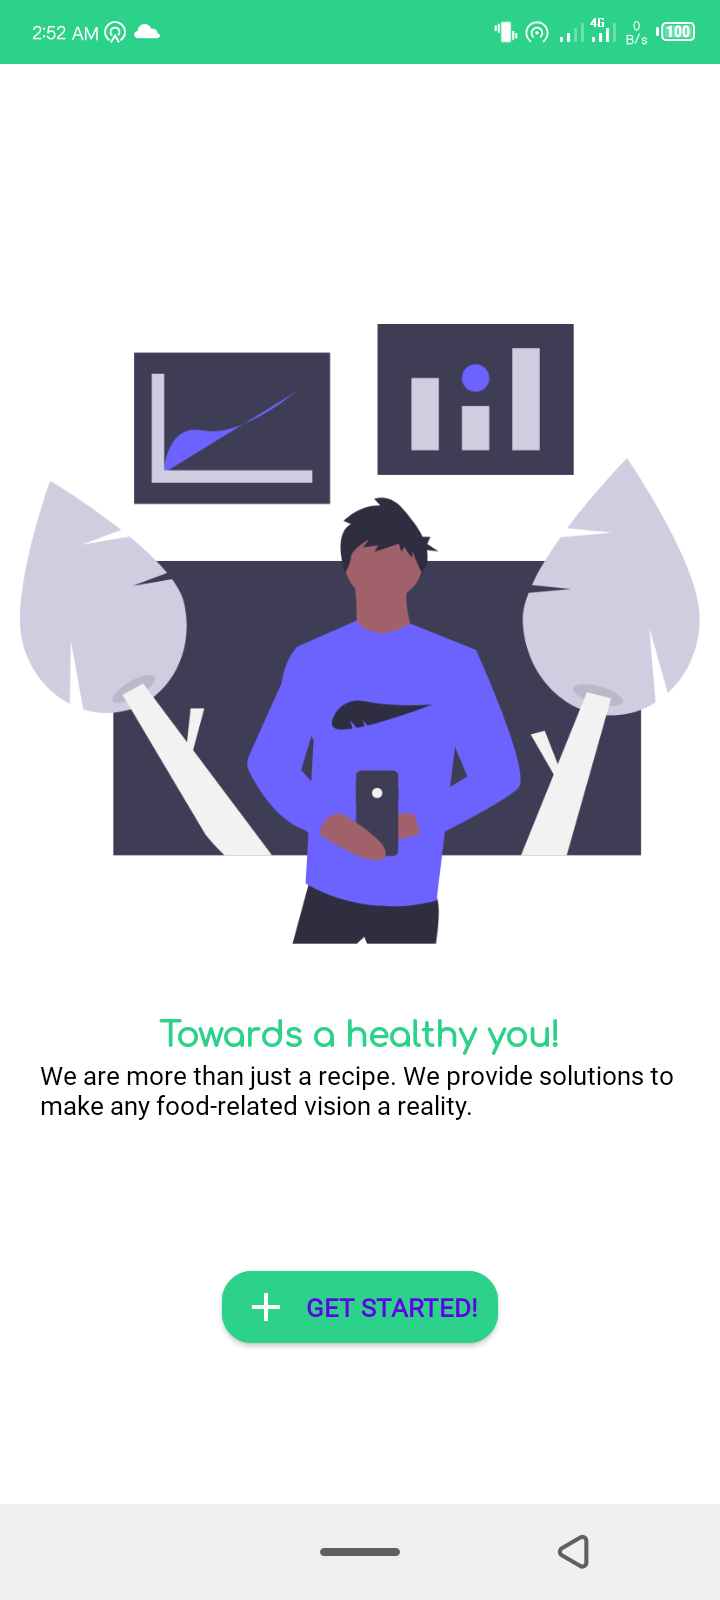 2:52 AM
4G
0
B/s
100
Towards a healthy you!
We are more than just a recipe. We provide solutions to
make any food-related vision a reality.
GET STARTED!